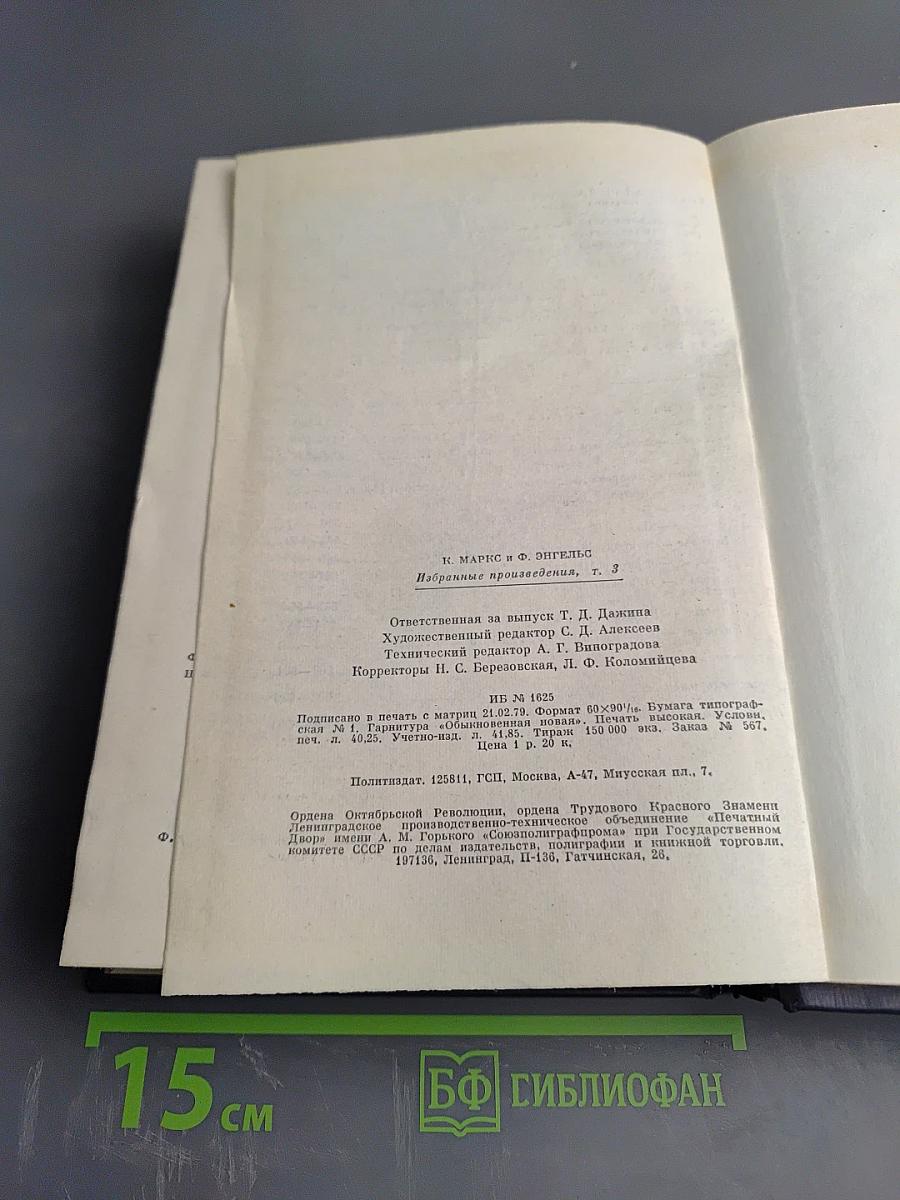 К. МАРКС и Ф. ЭНГЕЛЬС
Избранные произведения, т. 3
Ответственная за выпуск Т. Д. Дажина
Художественный редактор С. Д. Алексеев
Технический редактор А. Г. Виноградова
Корректоры Н. С. Березовская, Л. Ф. Коломийцева
ИБ № 1625
Подписано в печать с матриц 21.02.79. Формат 60×90¹/₁₆. Бумага типограф-
ская № 1. Гарнитура «Обыкновенная новая». Печать высокая. Условн.
печ. л. 40,25. Учетно-изд. л. 41,85. Тираж 150 000 экз. Заказ № 567.
Цена 1 р. 20 к.
Политиздат. 125811, ГСП, Москва, А-47, Миусская пл., 7.
Ордена Октябрьской Революции, ордена Трудового Красного Знамени
Ленинградское производственно-техническое объединение «Печатный
Двор» имени А. М. Горького «Союзполиграфпрома» при Государственном
комитете СССР по делам издательств, полиграфии и книжной торговли.
197136, Ленинград, П-136, Гатчинская, 26.
Ф.
15 см
БФ БИБЛИОФАН